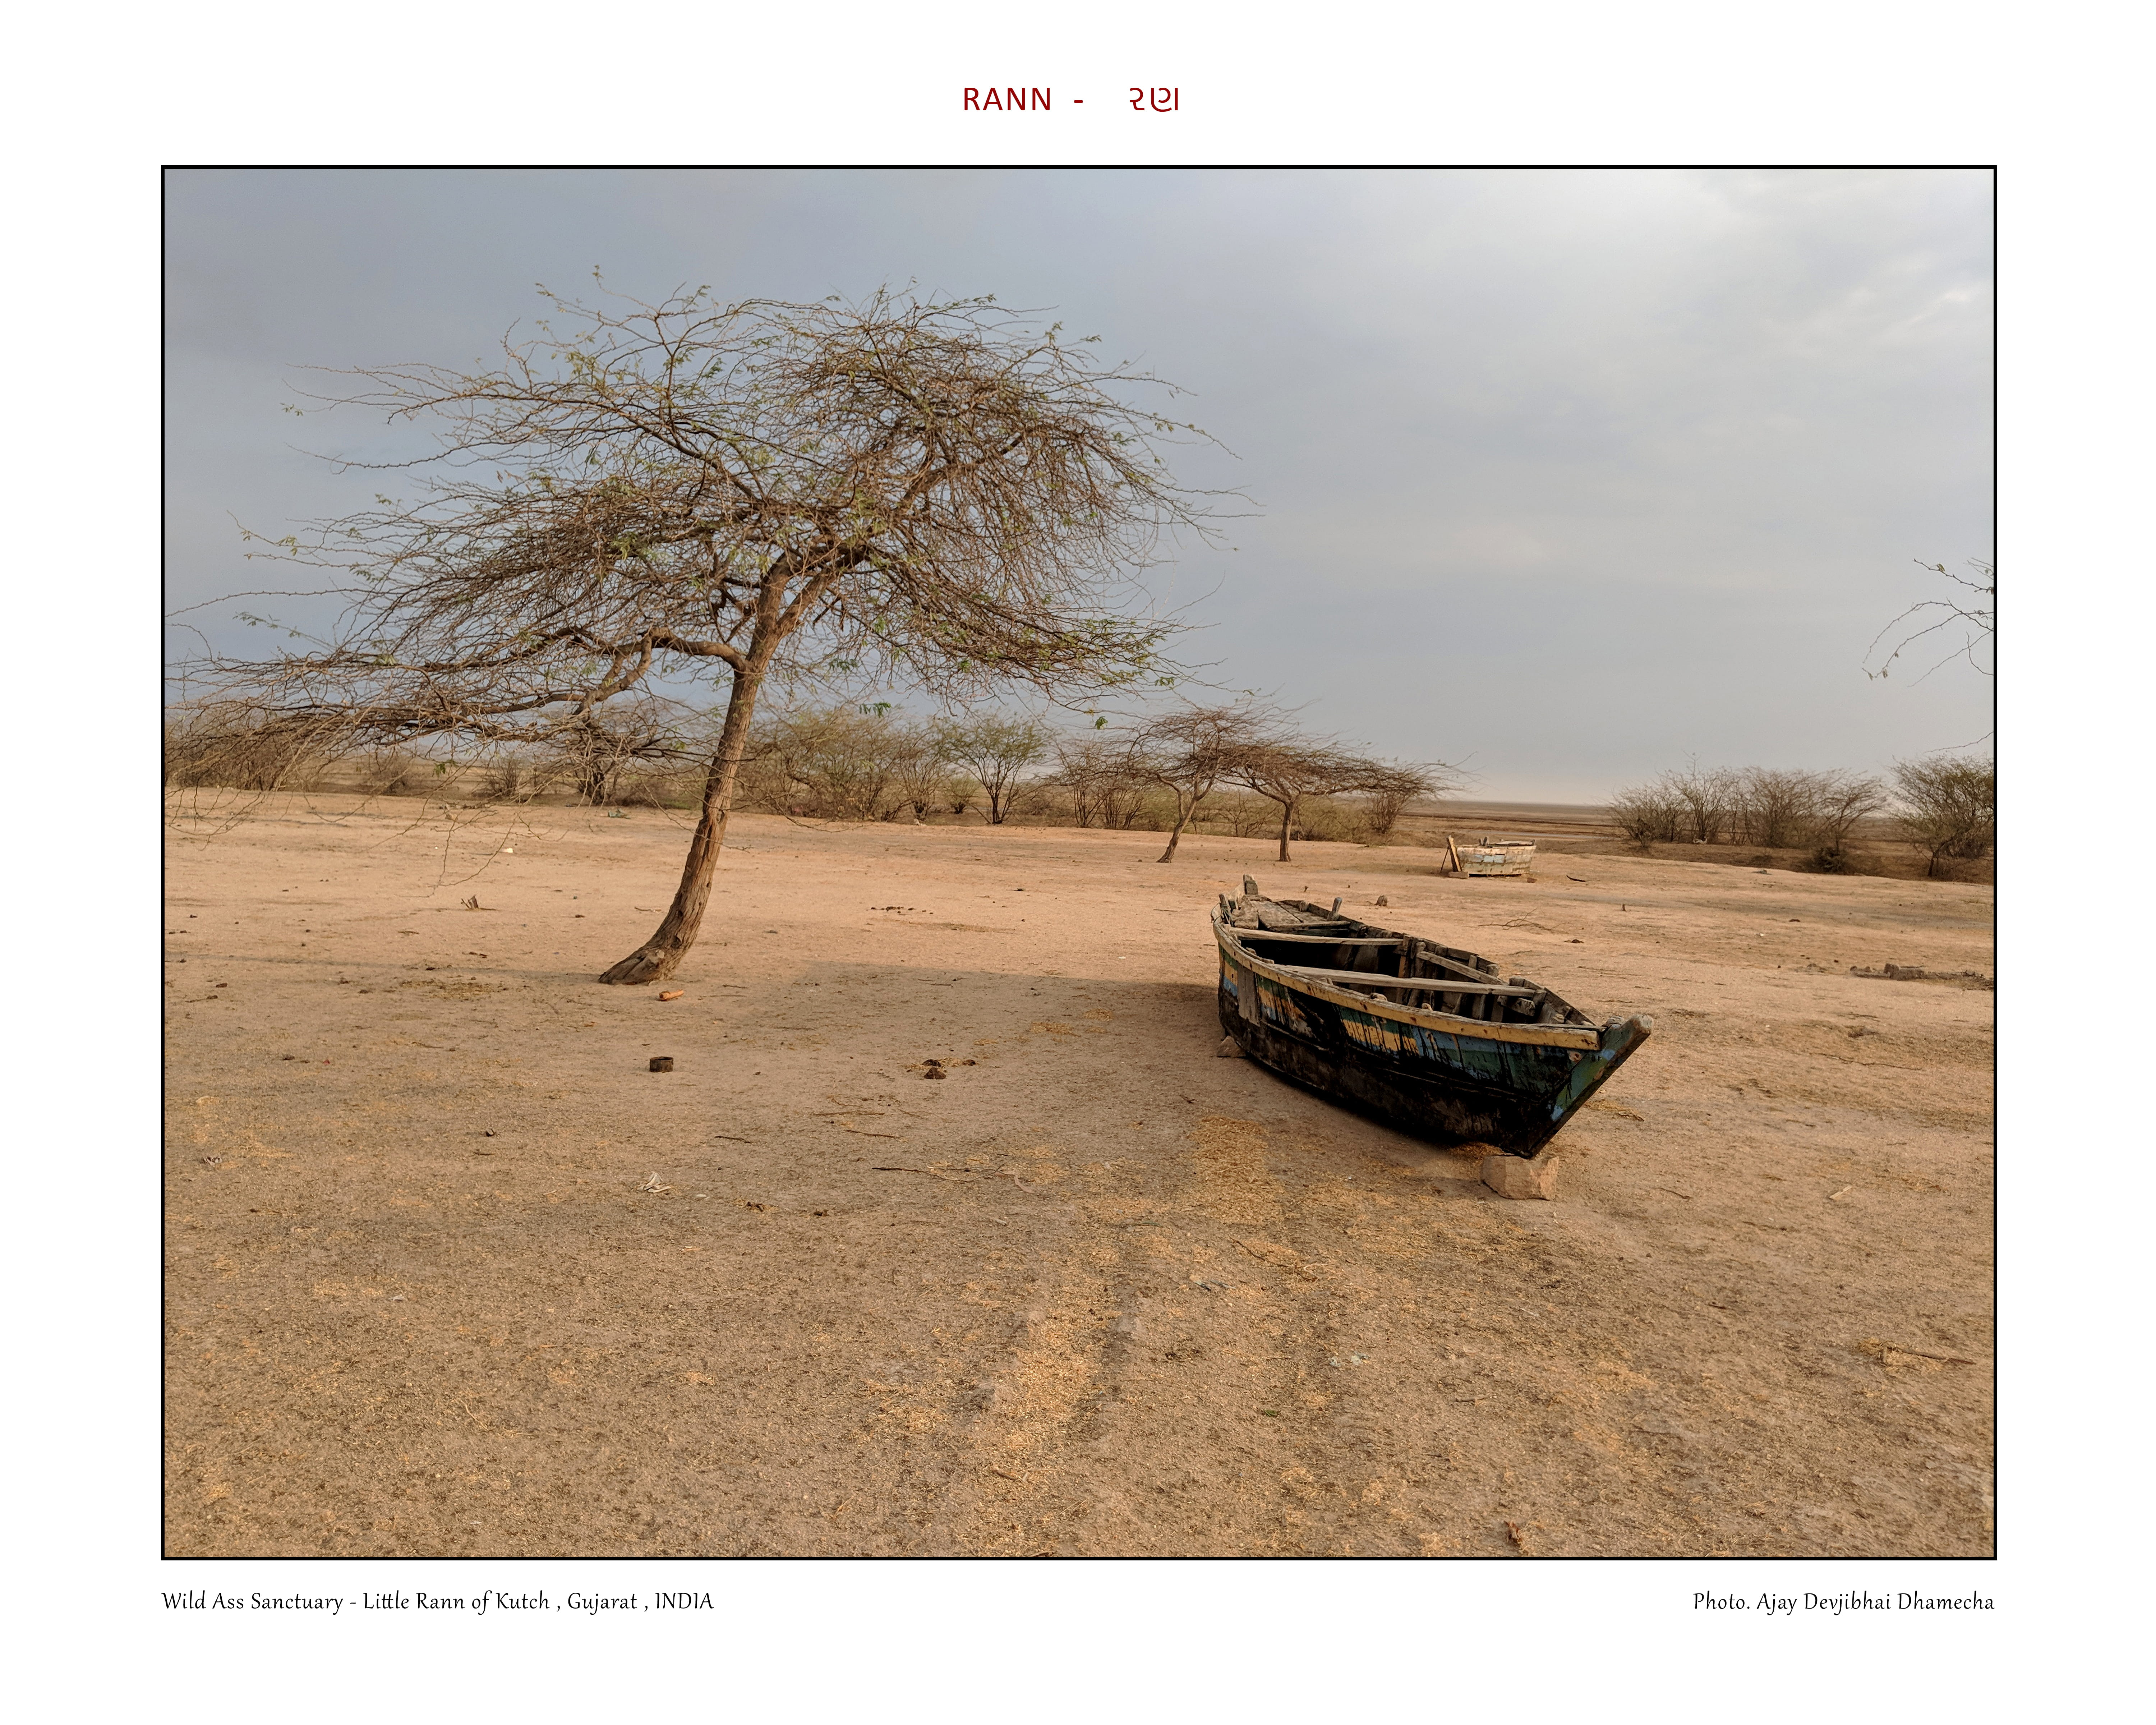 RANN - રણ
Wild Ass Sanctuary - Little Rann of Kutch , Gujarat , INDIA
Photo. Ajay Devjibhai Dhamecha